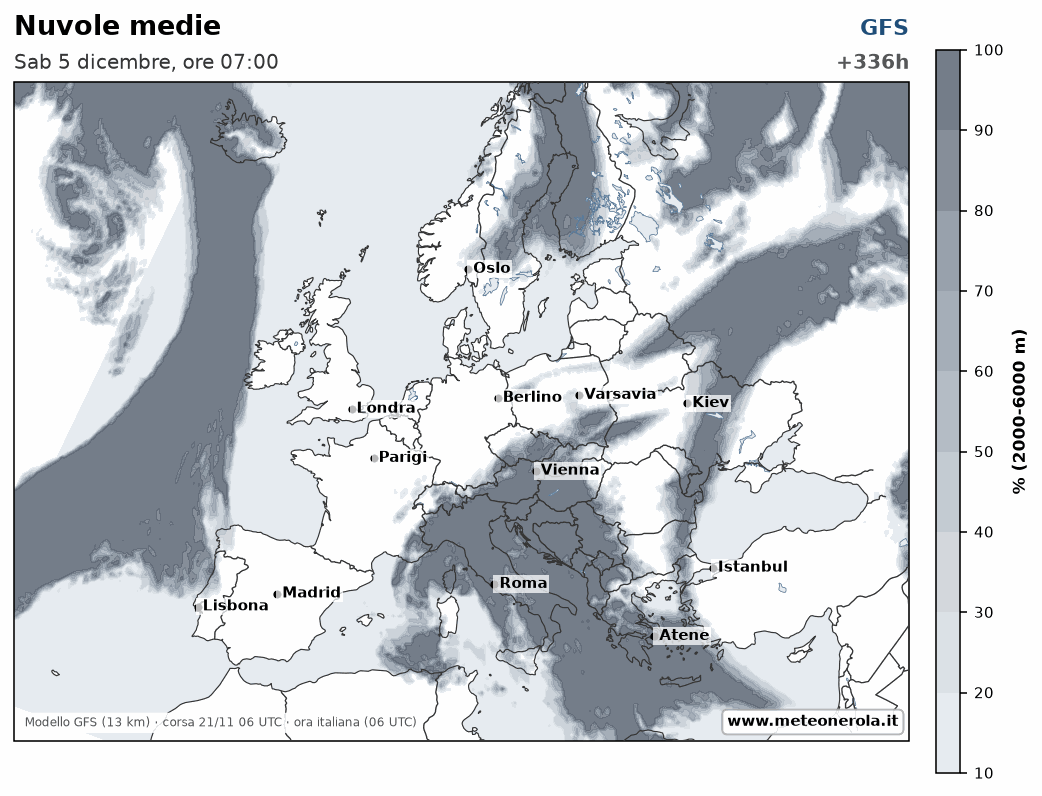 Nuvole medie
GFS
Sab 5 dicembre, ore 07:00
+336h
100
90
80
70
60
50
40
30
20
10
% (2000-6000 m)
Oslo
Berlino
Varsavia
Kiev
Londra
Parigi
Vienna
Istanbul
Roma
Madrid
Lisbona
Atene
Modello GFS (13 km) · corsa 21/11 06 UTC · ora italiana (06 UTC)
www.meteonerola.it